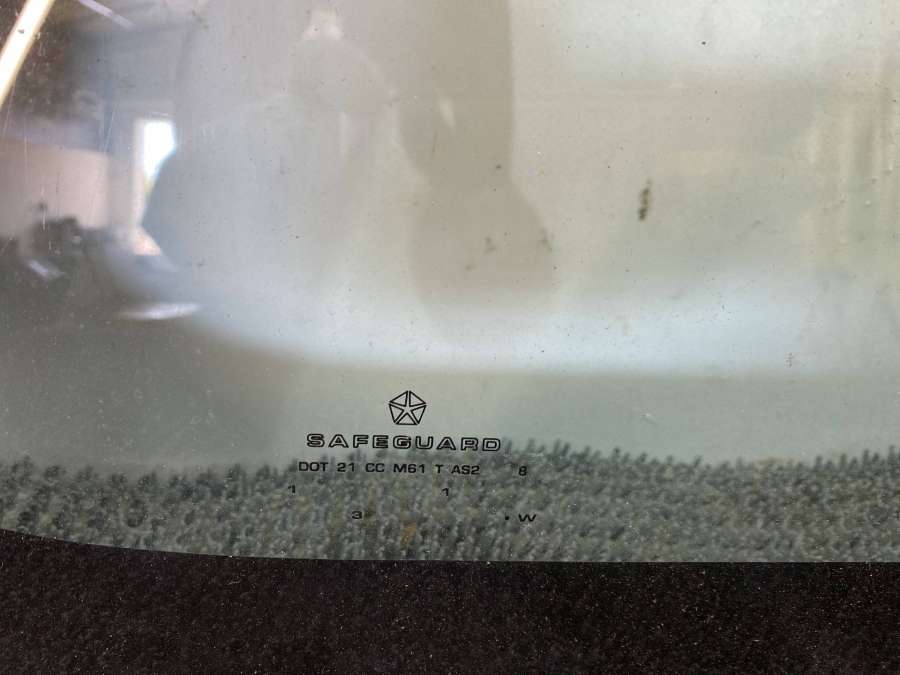 SAFEGUARD
DOT 21 CC M61 T AS2 8
1 1
3 . W